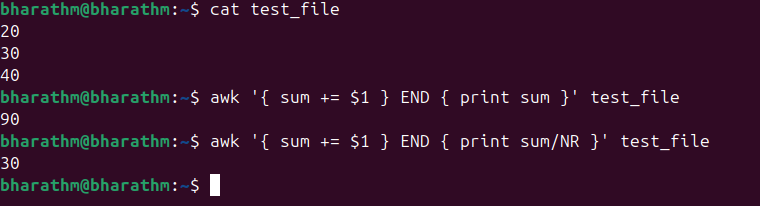 bharathm@bharathm:~$ cat test_file
20
30
40
bharathm@bharathm:~$ awk '{ sum += $1 } END { print sum }' test_file
90
bharathm@bharathm:~$ awk '{ sum += $1 } END { print sum/NR }' test_file
30
bharathm@bharathm:~$